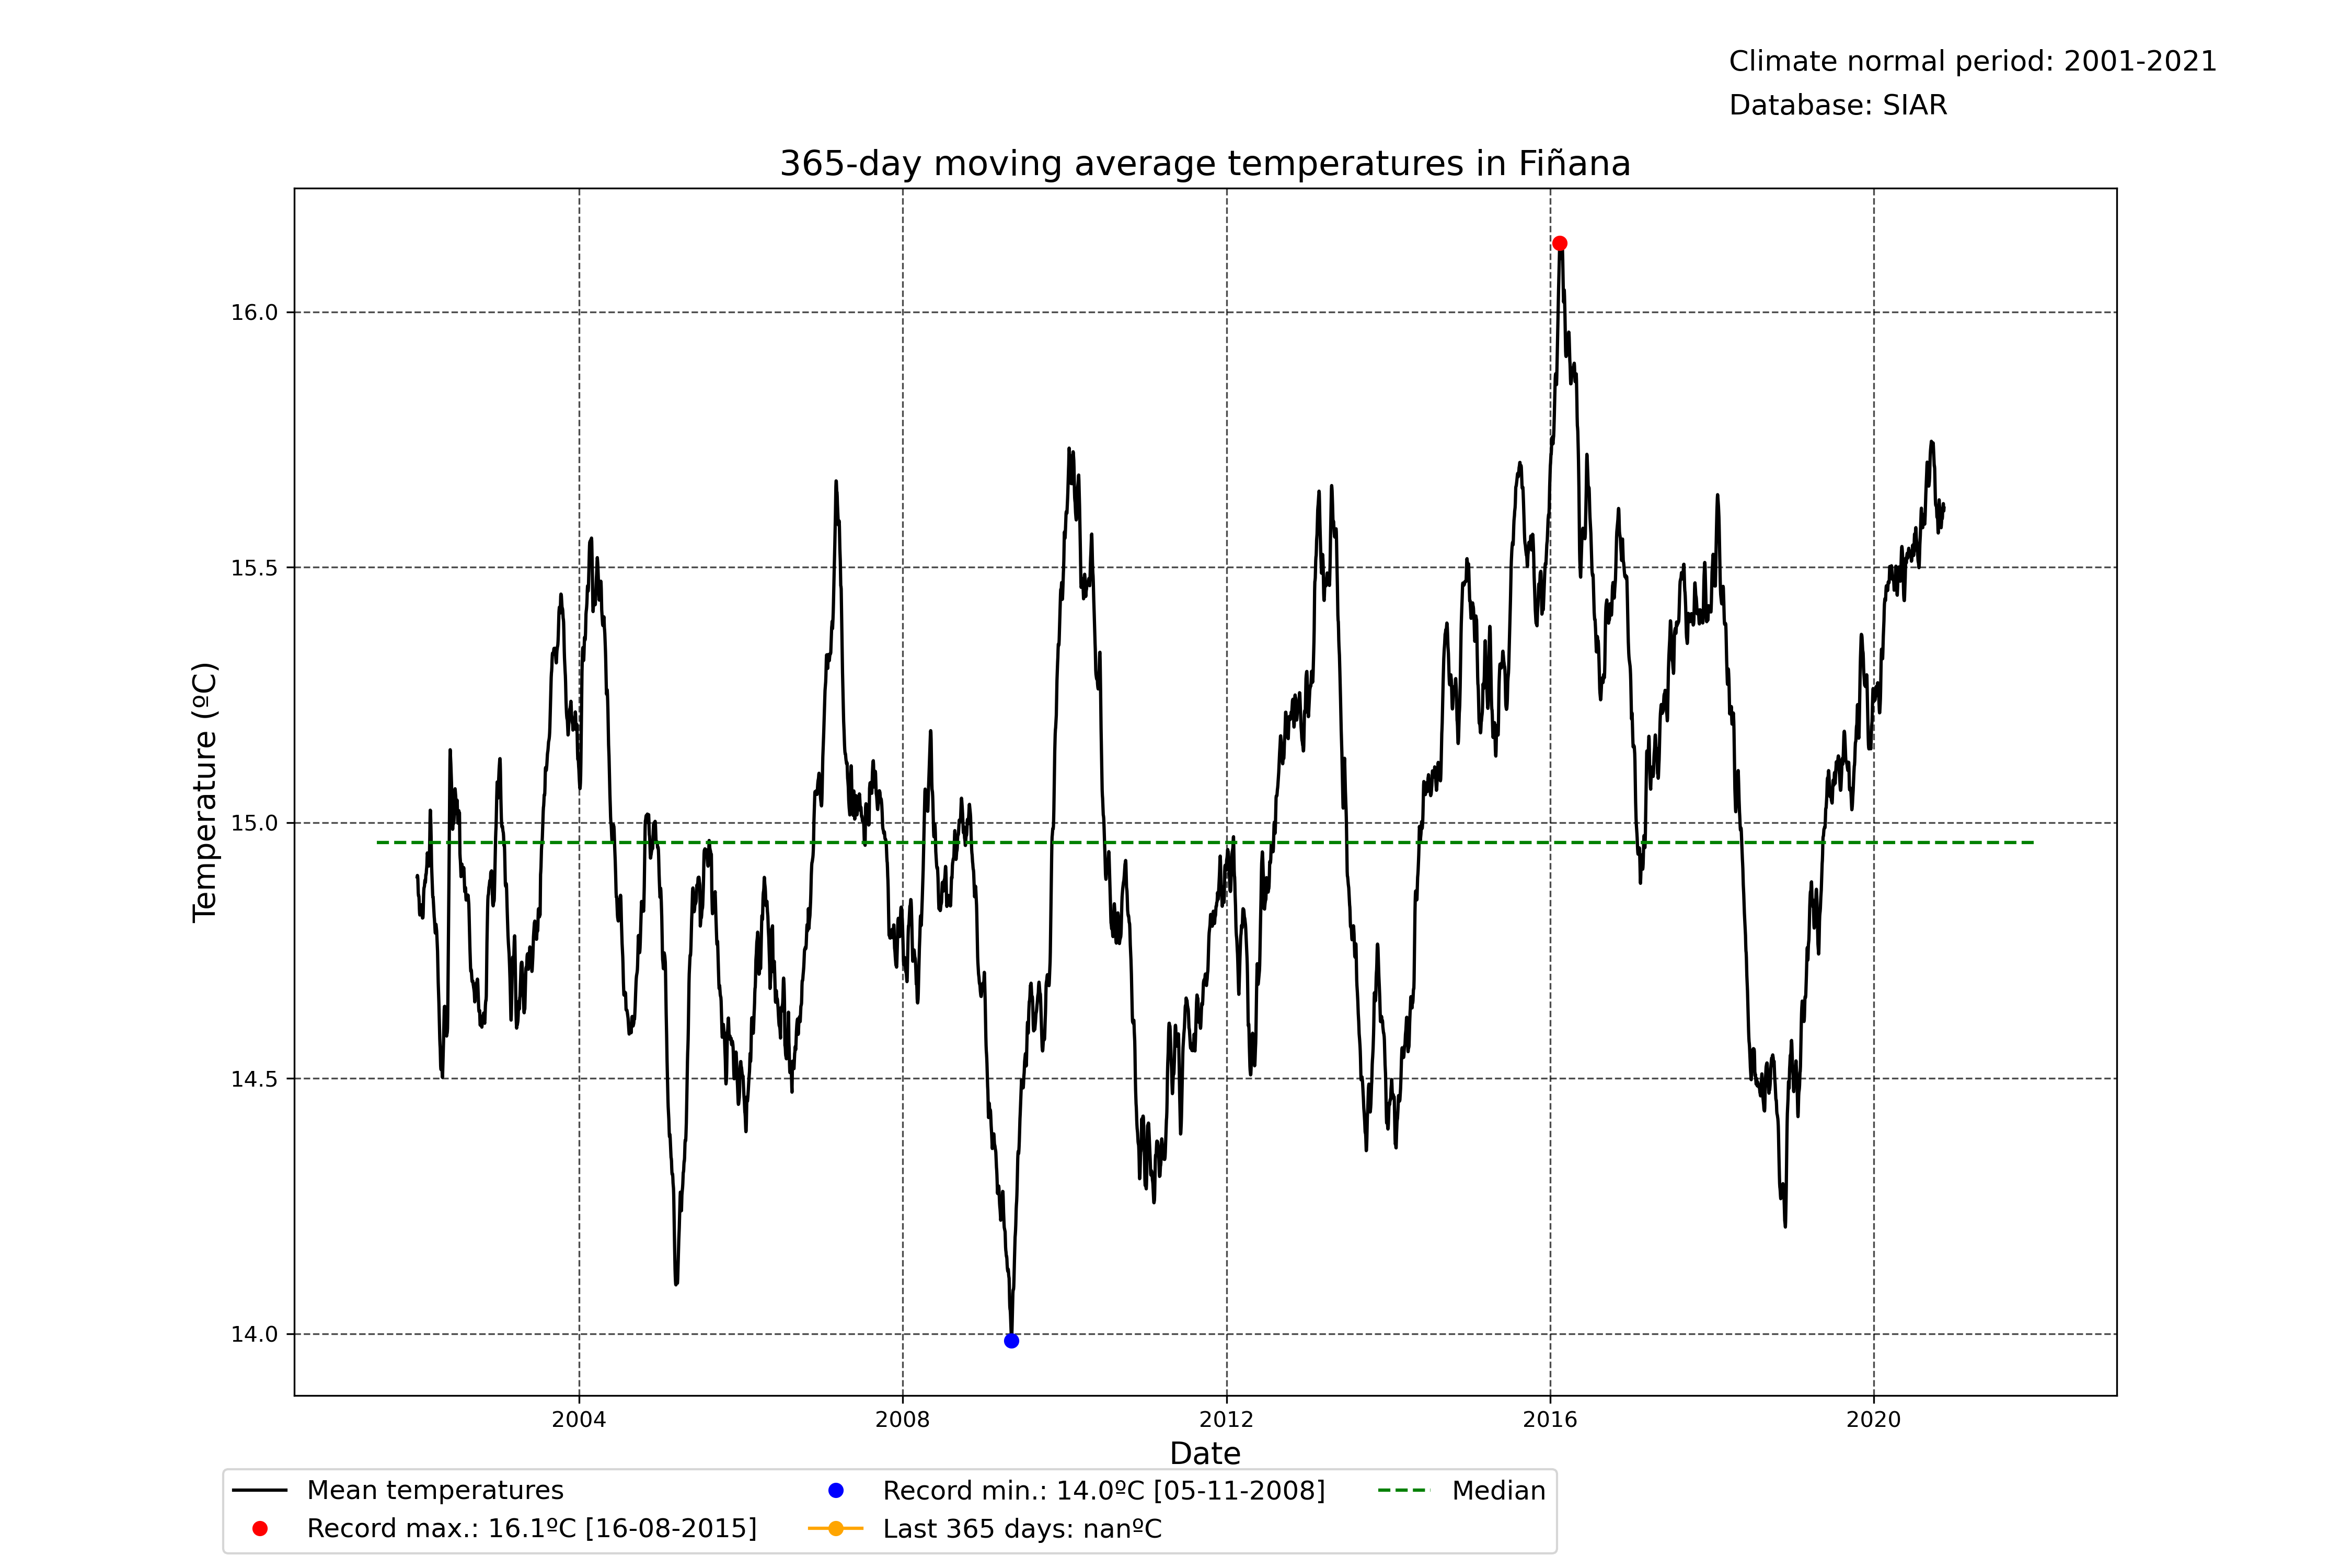 Climate normal period: 2001-2021
Database: SIAR
365-day moving average temperatures in Fiñana
Temperature (ºC)
16.0
15.5
15.0
14.5
14.0
2004 2008 2012 2016 2020
Date
Mean temperatures
Record max.: 16.1ºC [16-08-2015]
Record min.: 14.0ºC [05-11-2008]
Last 365 days: nanºC
Median